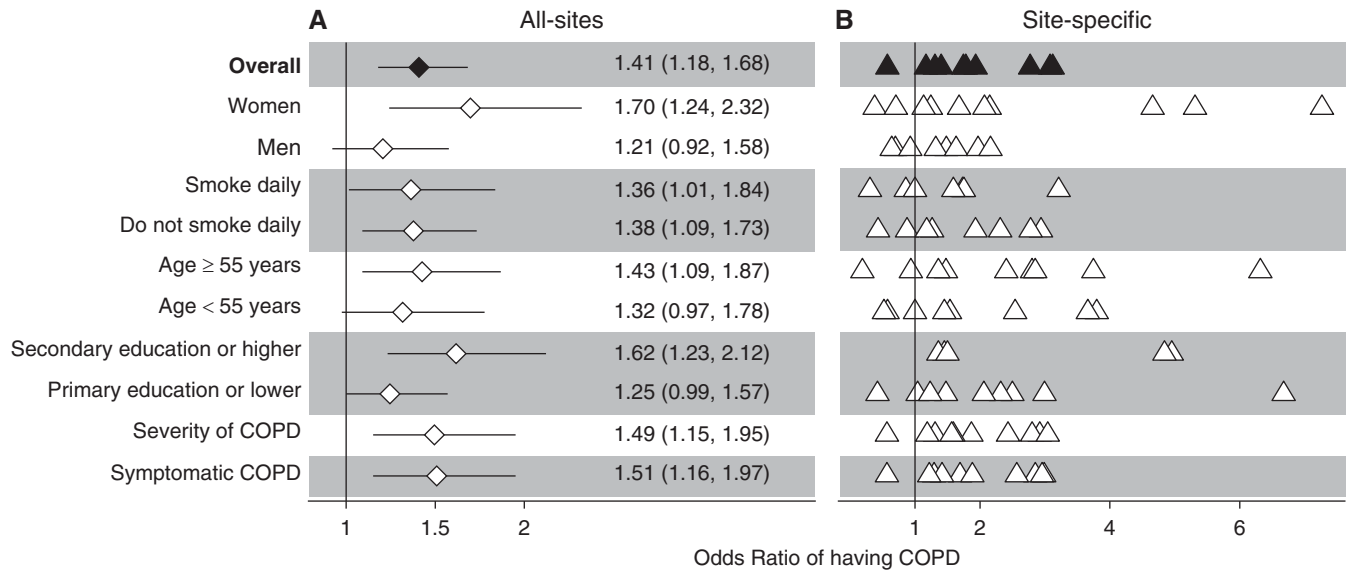 A All-sites B Site-specific
Overall 1.41 (1.18, 1.68)
Women 1.70 (1.24, 2.32)
Men 1.21 (0.92, 1.58)
Smoke daily 1.36 (1.01, 1.84)
Do not smoke daily 1.38 (1.09, 1.73)
Age ≥ 55 years 1.43 (1.09, 1.87)
Age < 55 years 1.32 (0.97, 1.78)
Secondary education or higher 1.62 (1.23, 2.12)
Primary education or lower 1.25 (0.99, 1.57)
Severity of COPD 1.49 (1.15, 1.95)
Symptomatic COPD 1.51 (1.16, 1.97)
1 1.5 2 1 2 4 6
Odds Ratio of having COPD